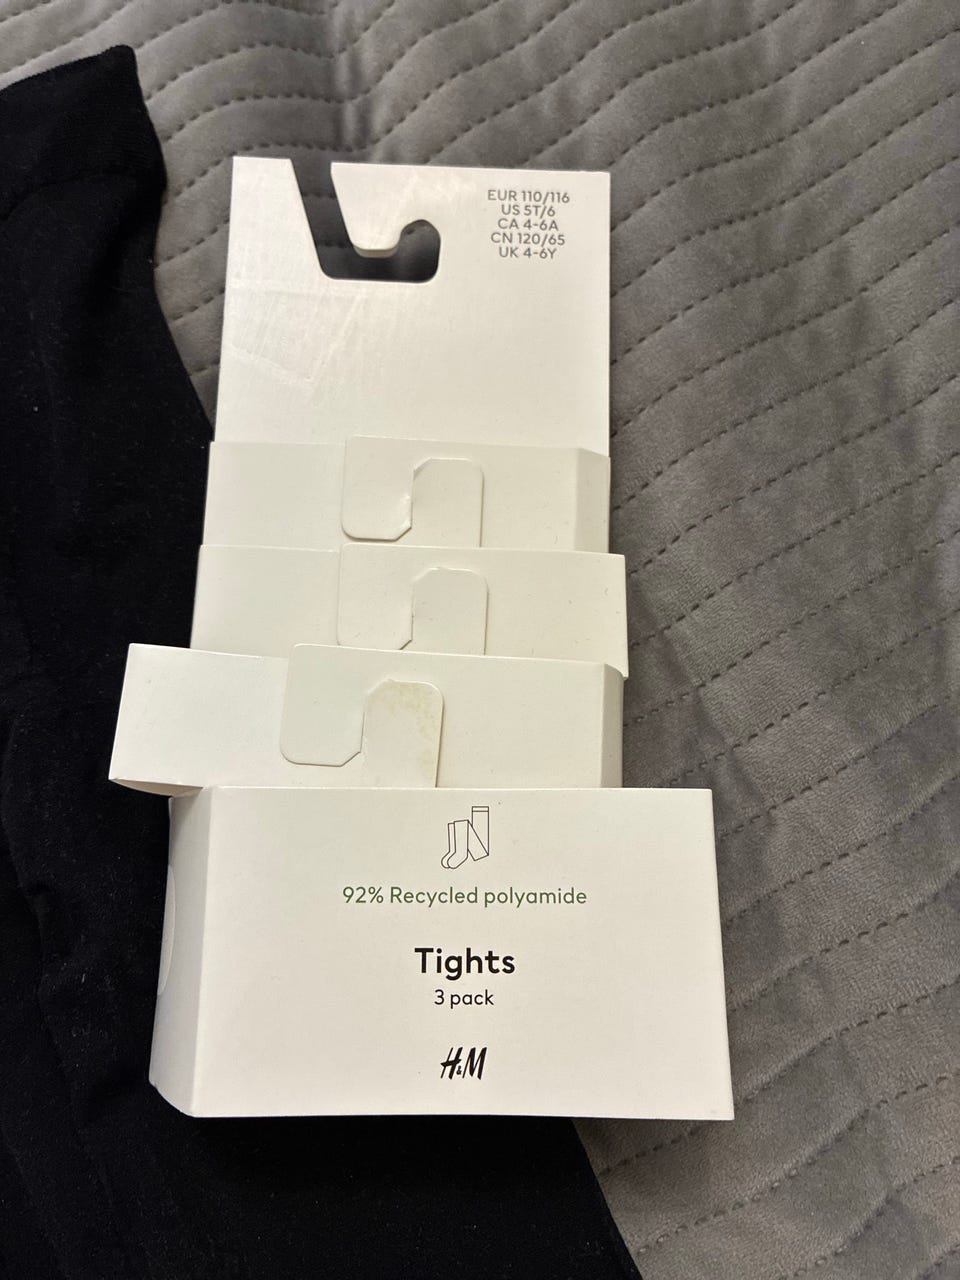 EUR 110/116
US 5T/6
CA 4-6A
CN 120/65
UK 4-6Y
92% Recycled polyamide
Tights
3 pack
H&M